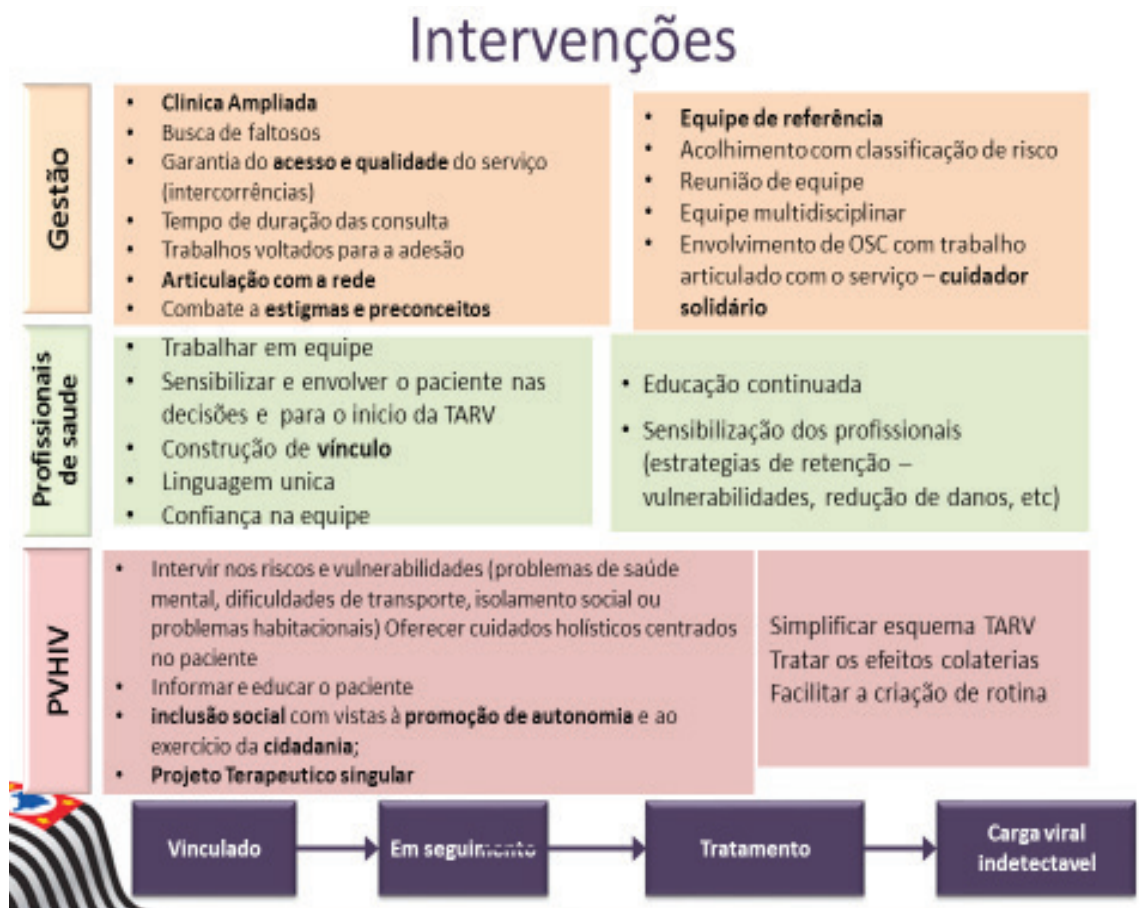 Intervenções
Gestão
• Clinica Ampliada
• Busca de faltosos
• Garantia do acesso e qualidade do serviço
(intercorrências)
• Tempo de duração das consulta
• Trabalhos voltados para a adesão
• Articulação com a rede
• Combate a estigmas e preconceitos
• Equipe de referência
• Acolhimento com classificação de risco
• Reunião de equipe
• Equipe multidisciplinar
• Envolvimento de OSC com trabalho
articulado com o serviço – cuidador
solidário
Profissionais
de saude
• Trabalhar em equipe
• Sensibilizar e envolver o paciente nas
decisões e para o inicio da TARV
• Construção de vínculo
• Linguagem unica
• Confiança na equipe
• Educação continuada
• Sensibilização dos profissionais
(estrategias de retenção –
vulnerabilidades, redução de danos, etc)
PVHIV
• Intervir nos riscos e vulnerabilidades (problemas de saúde
mental, dificuldades de transporte, isolamento social ou
problemas habitacionais) Oferecer cuidados holísticos centrados
no paciente
• Informar e educar o paciente
• inclusão social com vistas à promoção de autonomia e ao
exercício da cidadania;
• Projeto Terapeutico singular
Simplificar esquema TARV
Tratar os efeitos colaterias
Facilitar a criação de rotina
Vinculado
Em seguimento
Tratamento
Carga viral
indetectavel